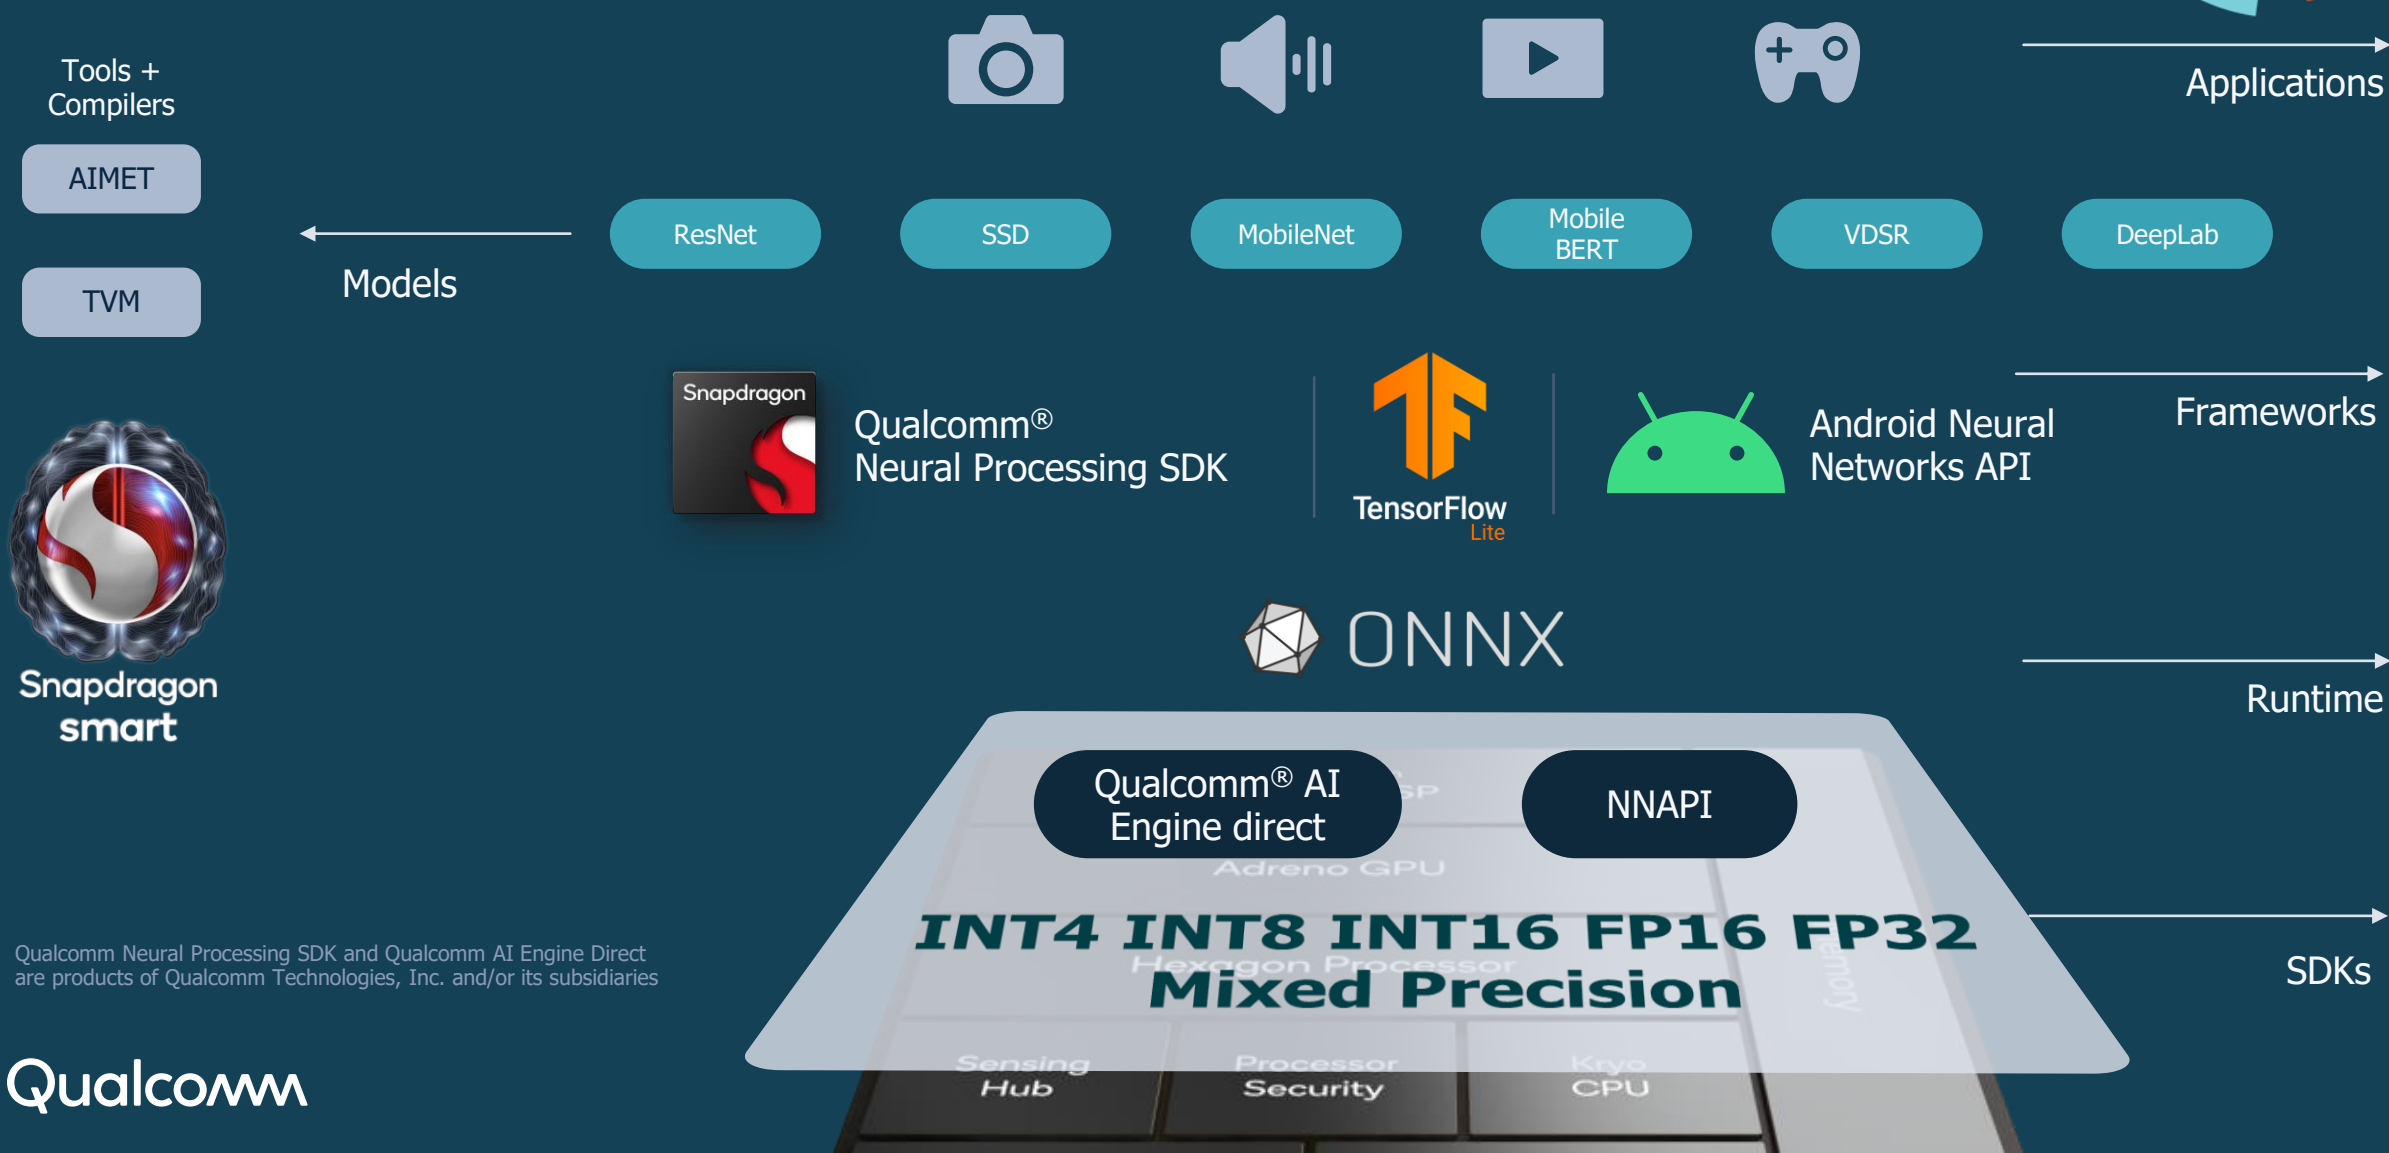 Tools +
Compilers
AIMET
TVM
Applications
ResNet
SSD
MobileNet
Mobile
BERT
VDSR
DeepLab
Models
Snapdragon
Qualcomm®
Neural Processing SDK
TensorFlow
Lite
Android Neural
Networks API
Frameworks
Snapdragon
smart
ONNX
Runtime
Qualcomm® AI
Engine direct
NNAPI
Adreno GPU
INT4 INT8 INT16 FP16 FP32
Hexagon Processor
Mixed Precision
SDKs
Sensing
Hub
Processor
Security
Kryo
CPU
Qualcomm Neural Processing SDK and Qualcomm AI Engine Direct
are products of Qualcomm Technologies, Inc. and/or its subsidiaries
Qualcomm